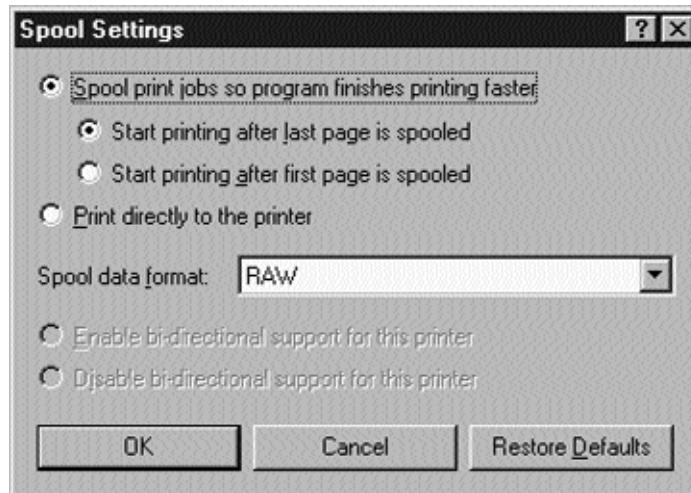 Spool Settings
Spool print jobs so program finishes printing faster
Start printing after last page is spooled
Start printing after first page is spooled
Print directly to the printer
Spool data format: RAW
Enable bi-directional support for this printer
Disable bi-directional support for this printer
OK Cancel Restore Defaults